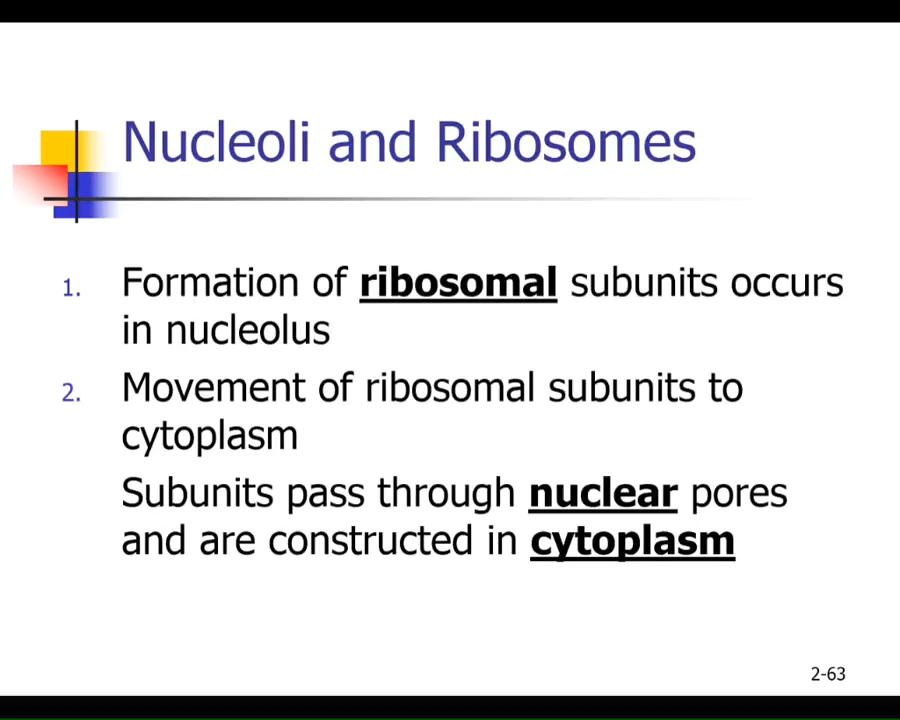 Nucleoli and Ribosomes
1. Formation of ribosomal subunits occurs
in nucleolus
2. Movement of ribosomal subunits to
cytoplasm
Subunits pass through nuclear pores
and are constructed in cytoplasm
2-63